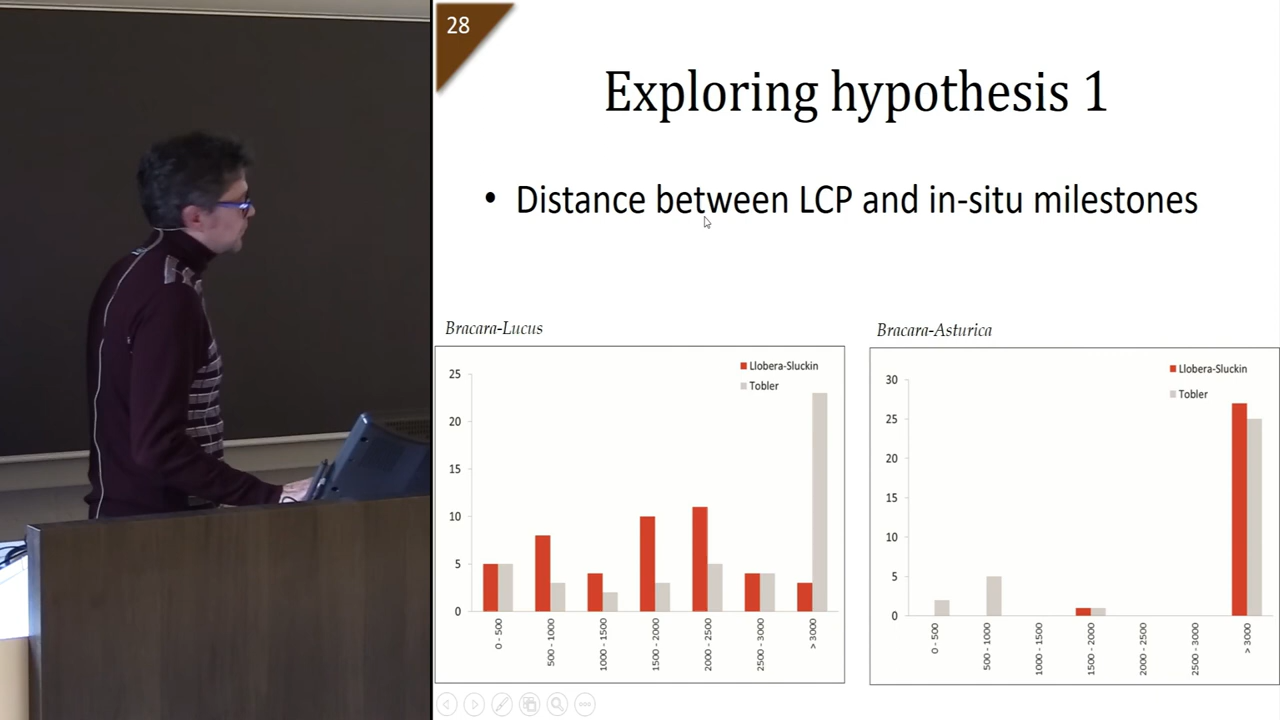 28
Exploring hypothesis 1
• Distance between LCP and in-situ milestones
Bracara-Lucus
Llobera-Sluckin
Tobler
25
20
15
10
5
0
0 - 500
500 - 1000
1000 - 1500
1500 - 2000
2000 - 2500
2500 - 3000
> 3000
Bracara-Asturica
Llobera-Sluckin
Tobler
30
25
20
15
10
5
0
0 - 500
500 - 1000
1000 - 1500
1500 - 2000
2000 - 2500
2500 - 3000
> 3000